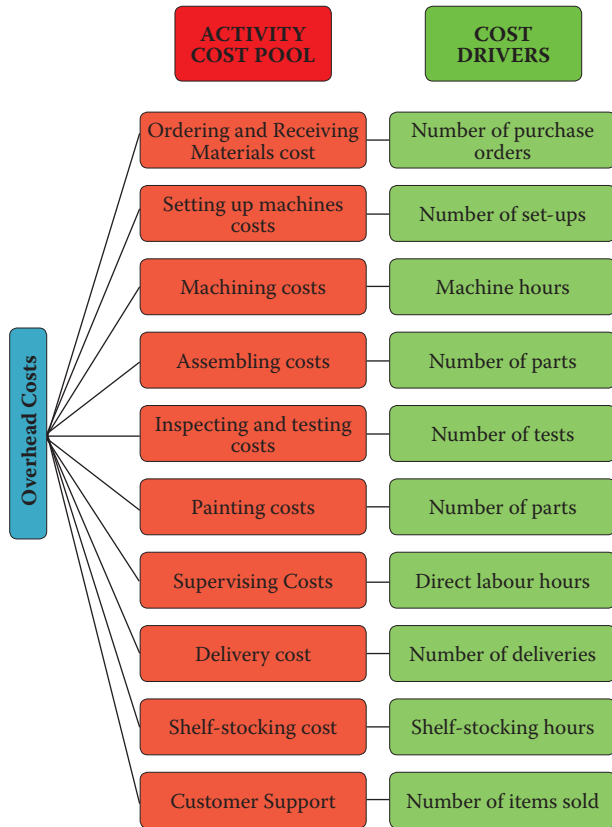 ACTIVITY
COST POOL
COST
DRIVERS
Ordering and Receiving
Materials cost
Number of purchase
orders
Setting up machines
costs
Number of set-ups
Machining costs
Machine hours
Overhead Costs
Assembling costs
Number of parts
Inspecting and testing
costs
Number of tests
Painting costs
Number of parts
Supervising Costs
Direct labour hours
Delivery cost
Number of deliveries
Shelf-stocking cost
Shelf-stocking hours
Customer Support
Number of items sold